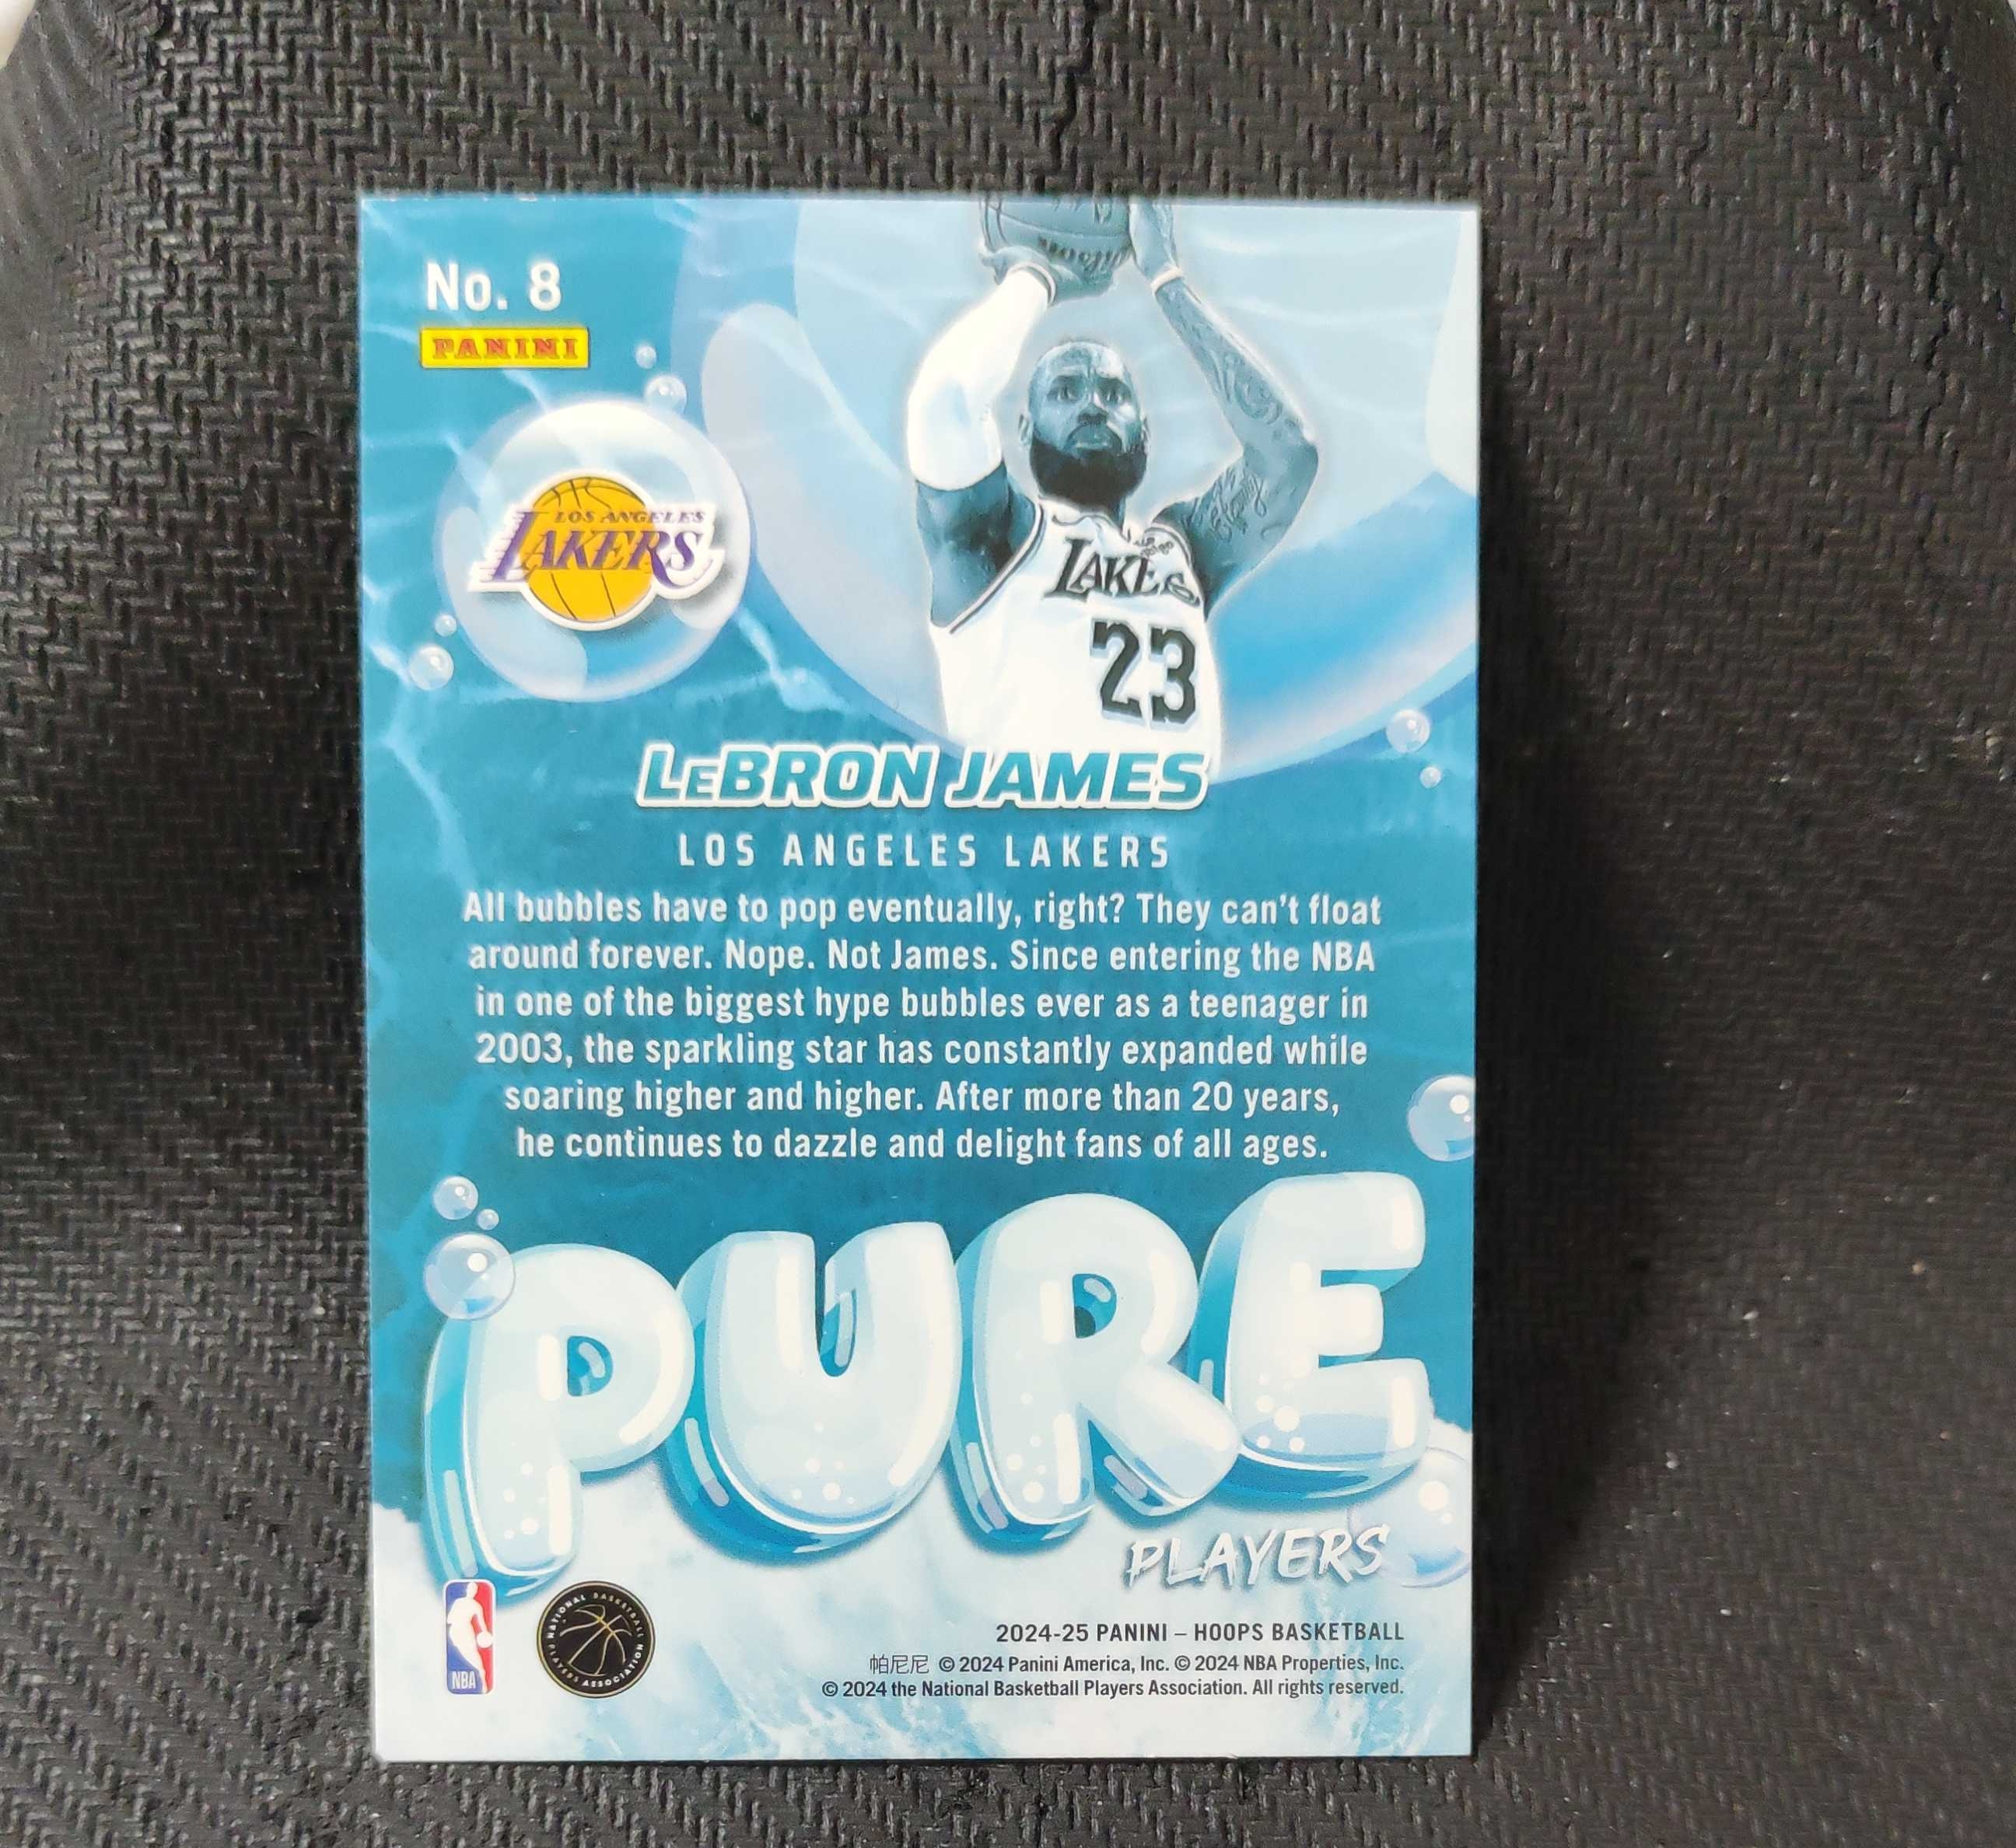 No. 8
PANINI
LOS ANGELES
LAKERS
LAKE S
23
LeBRON JAMES
LOS ANGELES LAKERS
All bubbles have to pop eventually, right? They can't float
around forever. Nope. Not James. Since entering the NBA
in one of the biggest hype bubbles ever as a teenager in
2003, the sparkling star has constantly expanded while
soaring higher and higher. After more than 20 years,
he continues to dazzle and delight fans of all ages.
PURE
PLAYERS
NBA
NATIONAL BASKETBALL PLAYERS ASSOCIATION
2024-25 PANINI – HOOPS BASKETBALL
帕尼尼 © 2024 Panini America, Inc. © 2024 NBA Properties, Inc.
© 2024 the National Basketball Players Association. All rights reserved.